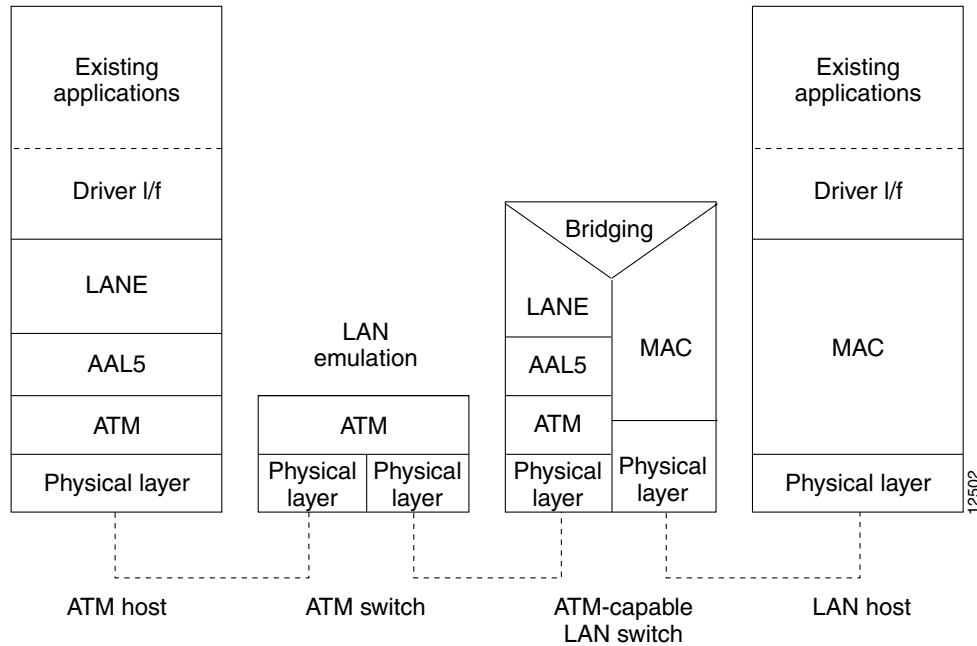 Existing
applications
Driver I/f
LANE
AAL5
ATM
Physical layer
ATM host
LAN
emulation
ATM
Physical
layer
Physical
layer
ATM switch
Bridging
LANE
AAL5
ATM
Physical
layer
MAC
Physical
layer
ATM-capable
LAN switch
Existing
applications
Driver I/f
MAC
Physical layer
LAN host
12502